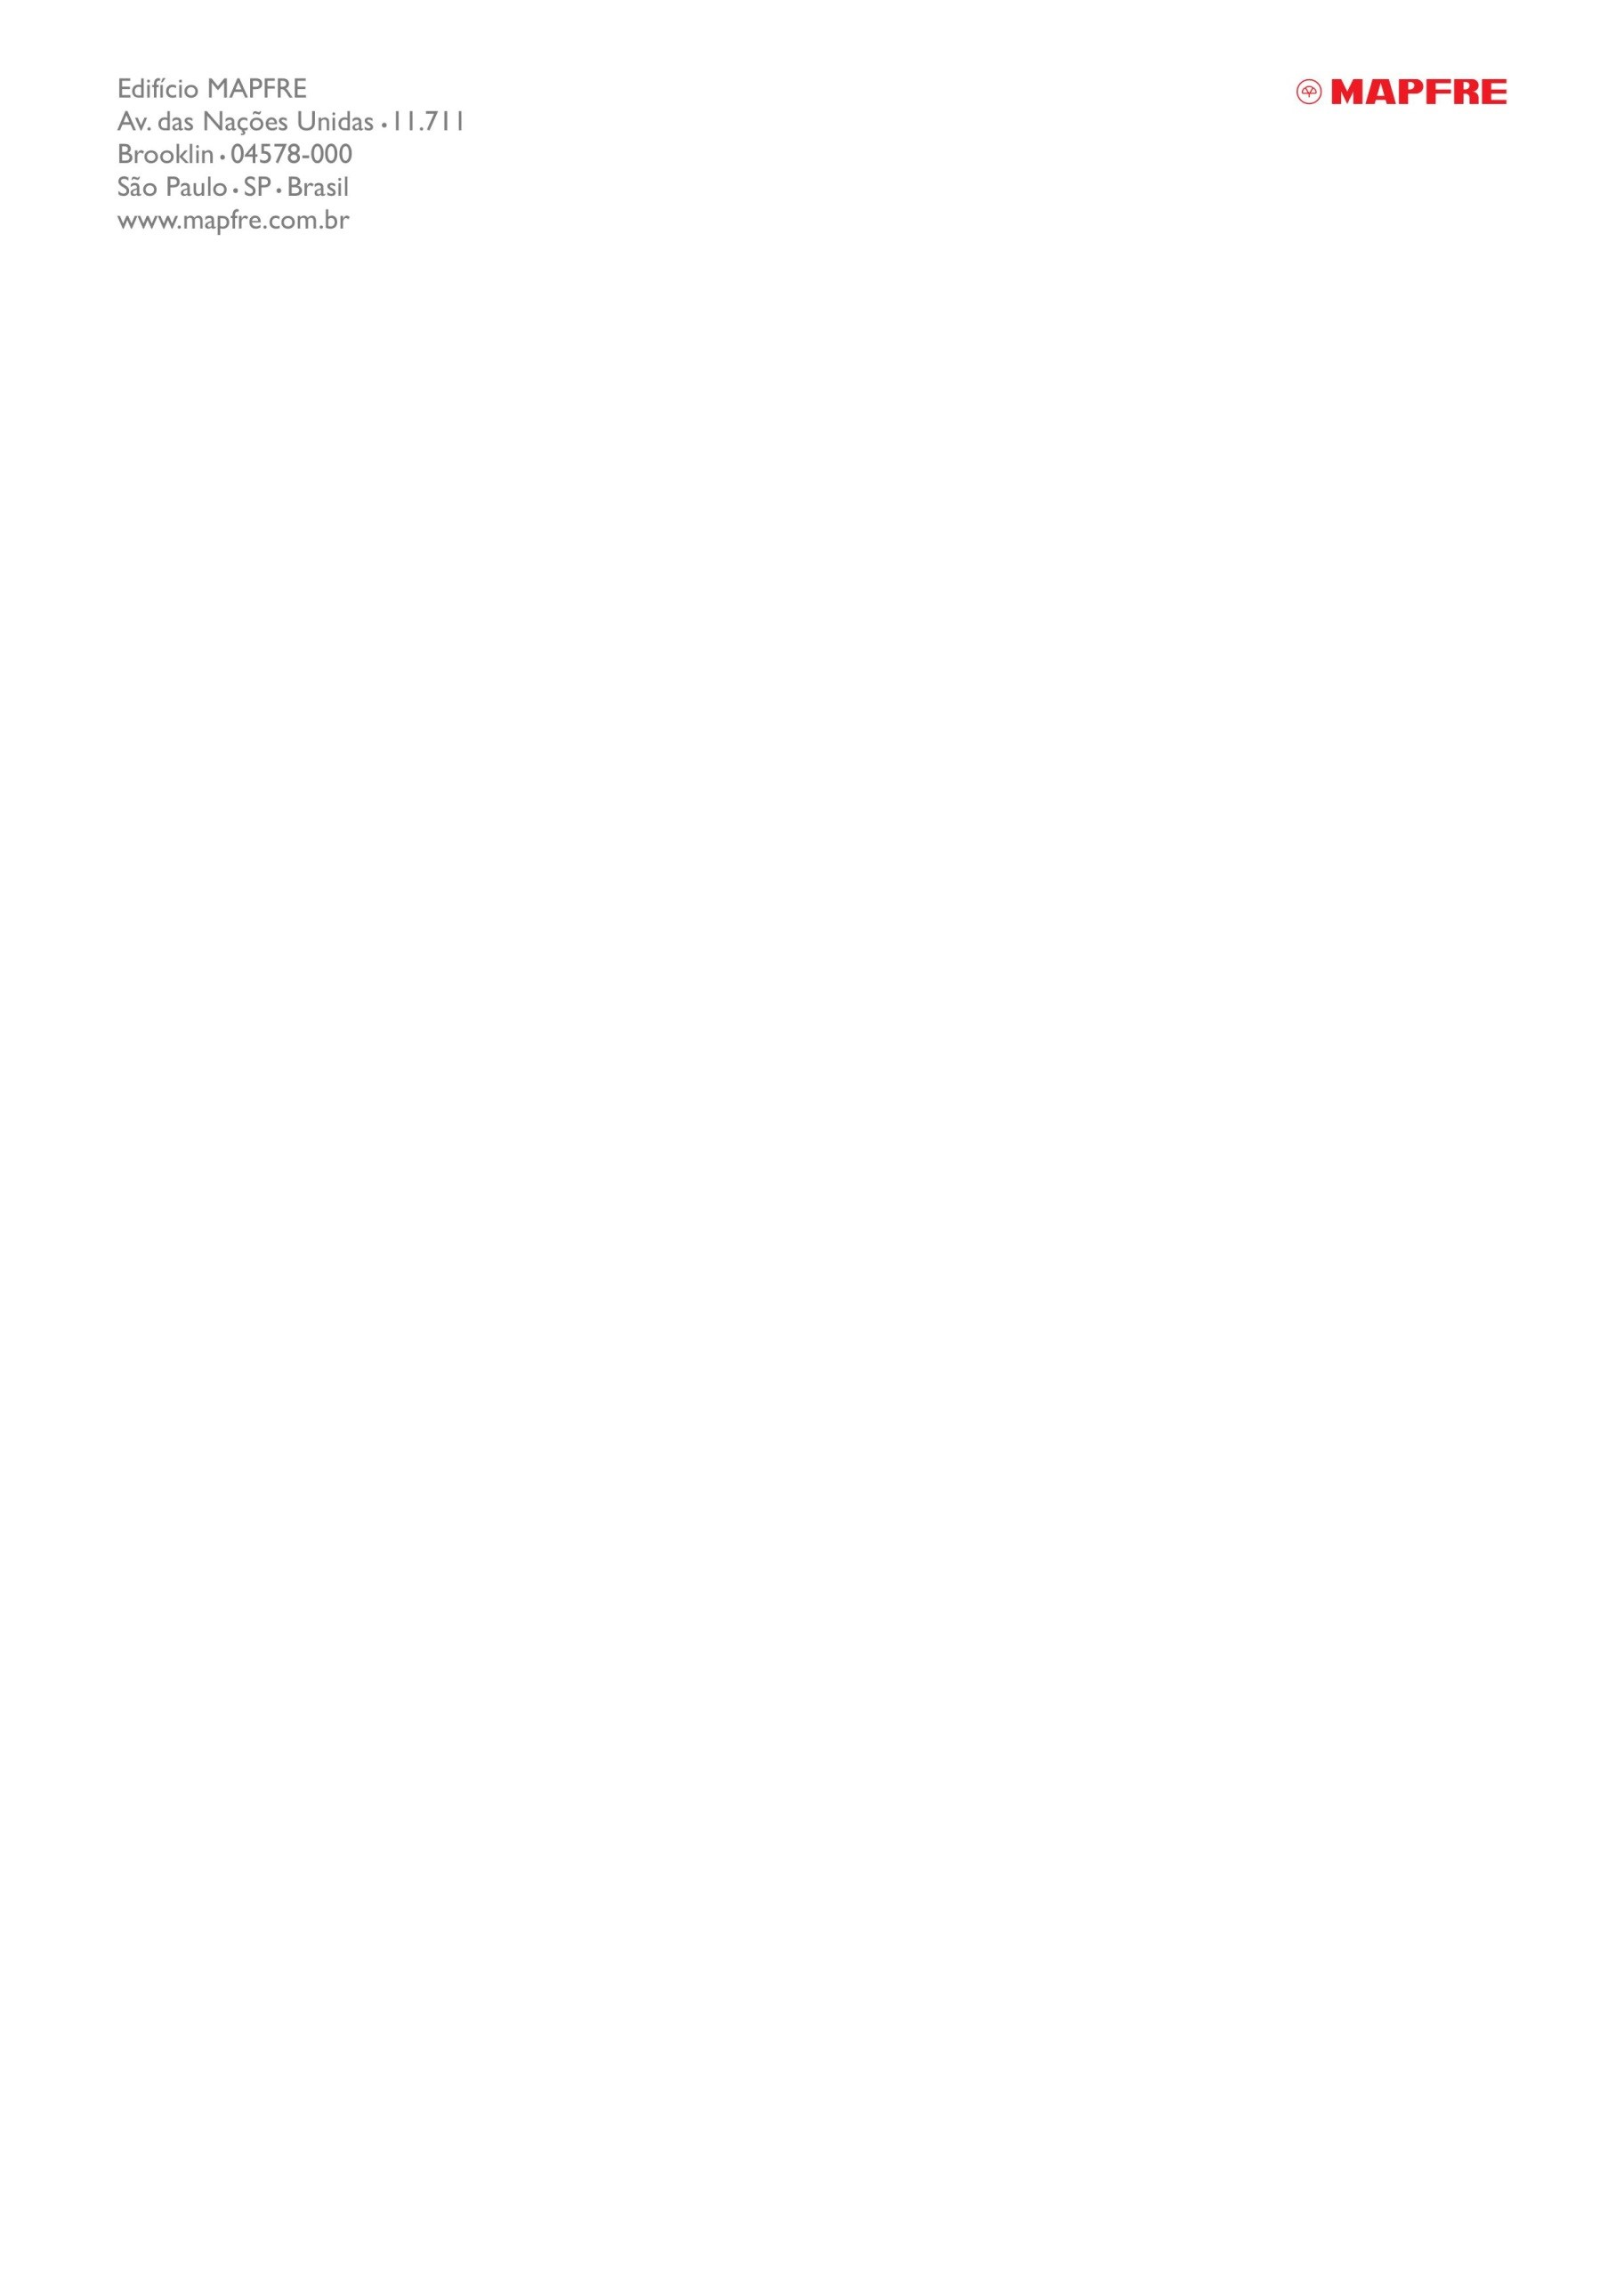 Edifício MAPFRE
Av. das Nações Unidas • 11.711
Brooklin • 04578-000
São Paulo • SP • Brasil
www.mapfre.com.br
MAPFRE